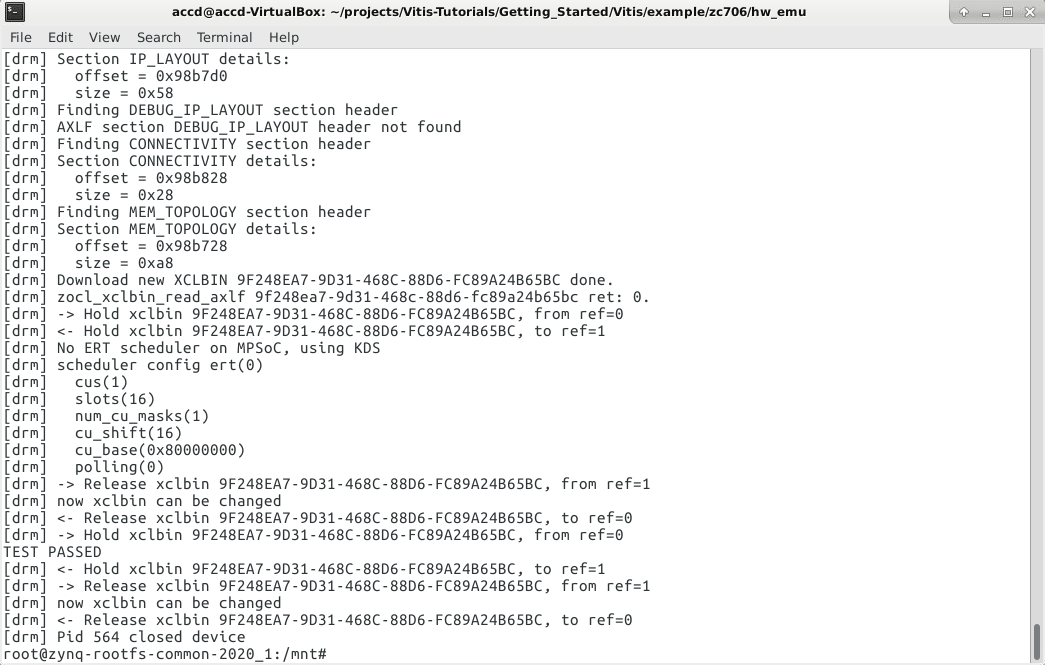 accd@accd-VirtualBox: ~/projects/Vitis-Tutorials/Getting_Started/Vitis/example/zc706/hw_emu
File Edit View Search Terminal Help
[drm] Section IP_LAYOUT details:
[drm]   offset = 0x98b7d0
[drm]   size = 0x58
[drm] Finding DEBUG_IP_LAYOUT section header
[drm] AXLF section DEBUG_IP_LAYOUT header not found
[drm] Finding CONNECTIVITY section header
[drm] Section CONNECTIVITY details:
[drm]   offset = 0x98b828
[drm]   size = 0x28
[drm] Finding MEM_TOPOLOGY section header
[drm] Section MEM_TOPOLOGY details:
[drm]   offset = 0x98b728
[drm]   size = 0xa8
[drm] Download new XCLBIN 9F248EA7-9D31-468C-88D6-FC89A24B65BC done.
[drm] zocl_xclbin_read_axlf 9f248ea7-9d31-468c-88d6-fc89a24b65bc ret: 0.
[drm] -> Hold xclbin 9F248EA7-9D31-468C-88D6-FC89A24B65BC, from ref=0
[drm] <- Hold xclbin 9F248EA7-9D31-468C-88D6-FC89A24B65BC, to ref=1
[drm] No ERT scheduler on MPSoC, using KDS
[drm] scheduler config ert(0)
[drm]   cus(1)
[drm]   slots(16)
[drm]   num_cu_masks(1)
[drm]   cu_shift(16)
[drm]   cu_base(0x80000000)
[drm]   polling(0)
[drm] -> Release xclbin 9F248EA7-9D31-468C-88D6-FC89A24B65BC, from ref=1
[drm] now xclbin can be changed
[drm] <- Release xclbin 9F248EA7-9D31-468C-88D6-FC89A24B65BC, to ref=0
[drm] -> Hold xclbin 9F248EA7-9D31-468C-88D6-FC89A24B65BC, from ref=0
TEST PASSED
[drm] <- Hold xclbin 9F248EA7-9D31-468C-88D6-FC89A24B65BC, to ref=1
[drm] -> Release xclbin 9F248EA7-9D31-468C-88D6-FC89A24B65BC, from ref=1
[drm] now xclbin can be changed
[drm] <- Release xclbin 9F248EA7-9D31-468C-88D6-FC89A24B65BC, to ref=0
[drm] Pid 564 closed device
root@zynq-rootfs-common-2020_1:/mnt#